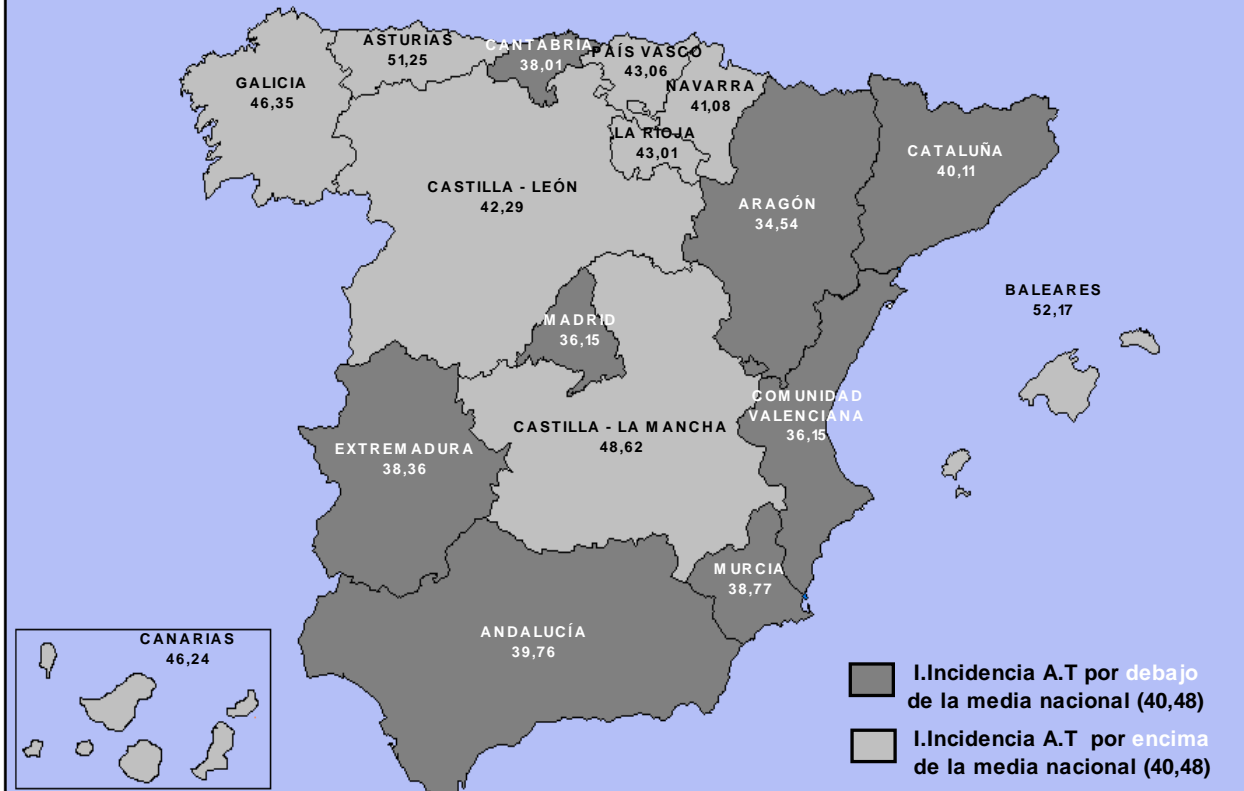 ASTURIAS
51,25
CANTABRIA
38,01
PAÍS VASCO
43,06
GALICIA
46,35
NAVARRA
41,08
LA RIOJA
43,01
CATALUÑA
40,11
CASTILLA - LEÓN
42,29
ARAGÓN
34,54
BALEARES
52,17
MADRID
36,15
COMUNIDAD
VALENCIANA
36,15
CASTILLA - LA MANCHA
48,62
EXTREMADURA
38,36
MURCIA
38,77
ANDALUCÍA
39,76
CANARIAS
46,24
I.Incidencia A.T por debajo
de la media nacional (40,48)
I.Incidencia A.T por encima
de la media nacional (40,48)